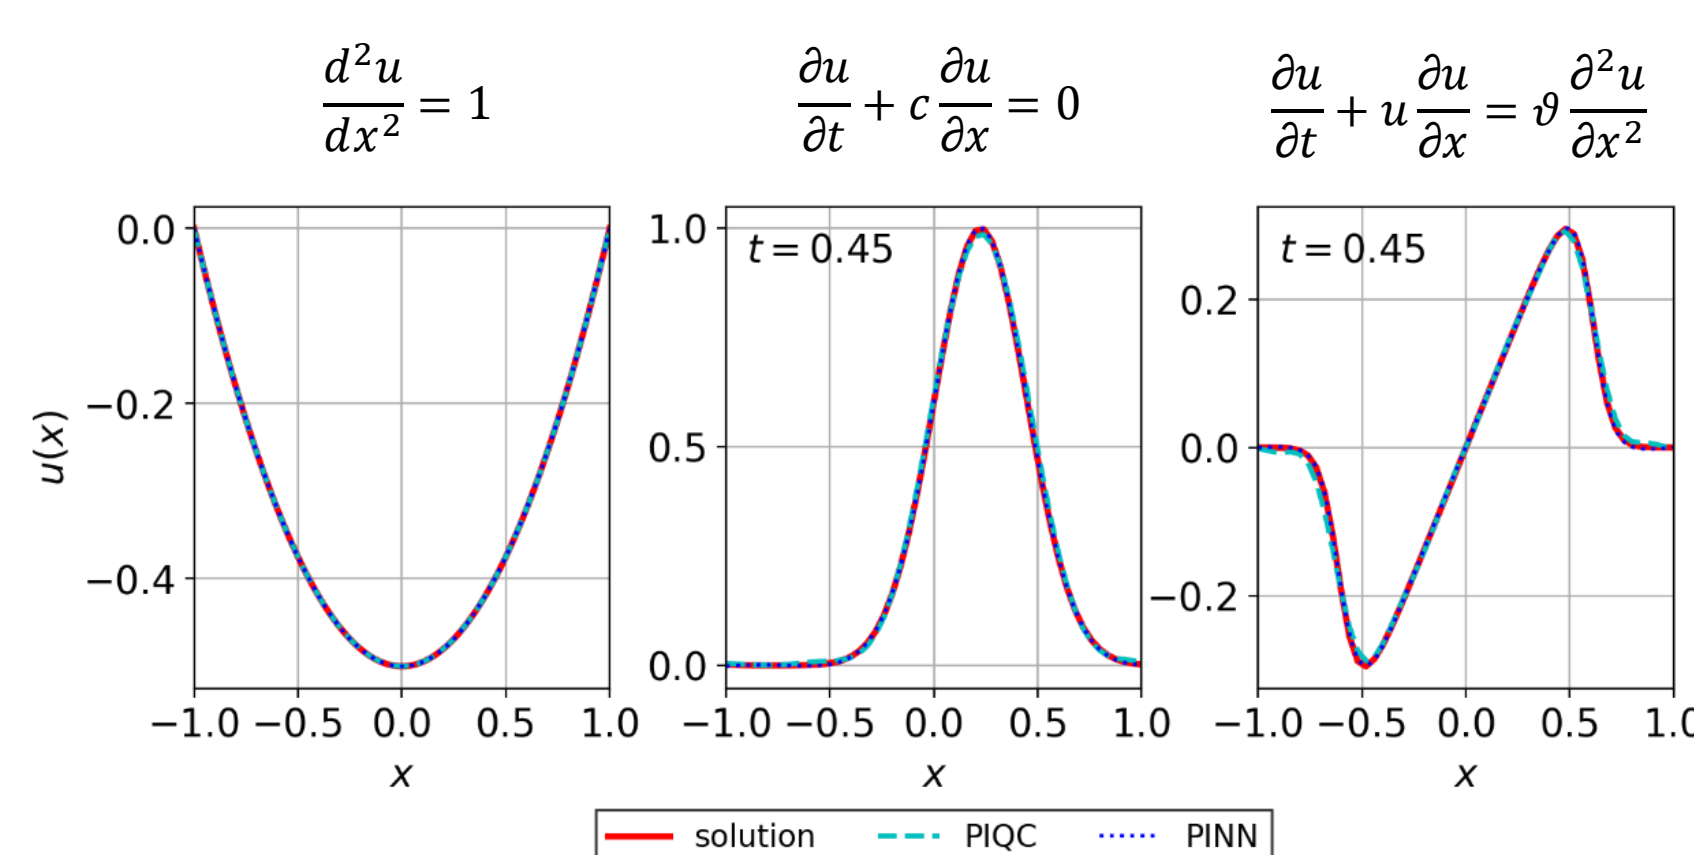 d²u/dx² = 1
∂u/∂t + c ∂u/∂x = 0
∂u/∂t + u ∂u/∂x = ϑ ∂²u/∂x²
u(x)
0.0
−0.2
−0.4
−1.0 −0.5 0.0 0.5 1.0
x
t = 0.45
1.0
0.5
0.0
−1.0 −0.5 0.0 0.5 1.0
x
t = 0.45
0.2
0.0
−0.2
−1.0 −0.5 0.0 0.5 1.0
x
solution PIQC PINN